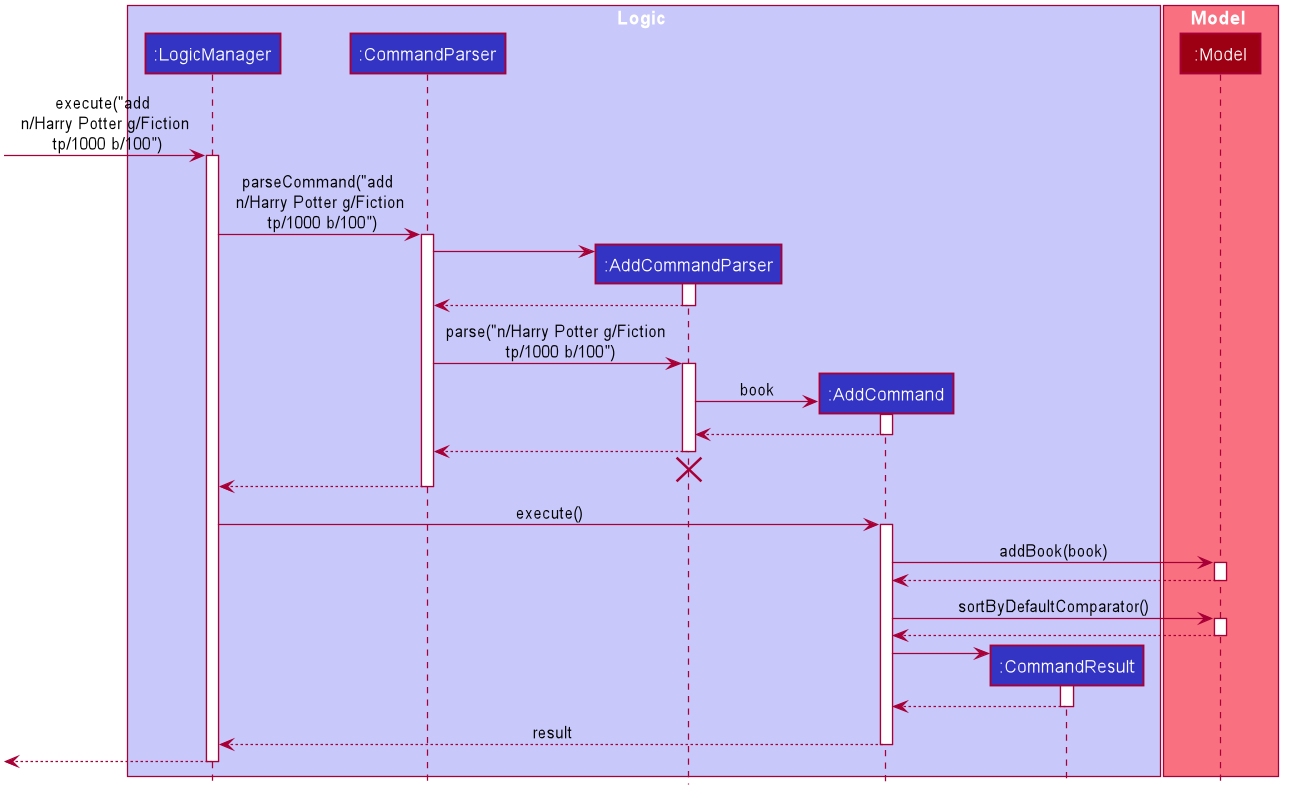 Logic
Model
:LogicManager
:CommandParser
:Model
execute("add
n/Harry Potter g/Fiction
tp/1000 b/100")
parseCommand("add
n/Harry Potter g/Fiction
tp/1000 b/100")
:AddCommandParser
parse("n/Harry Potter g/Fiction
tp/1000 b/100")
book
:AddCommand
execute()
addBook(book)
sortByDefaultComparator()
:CommandResult
result